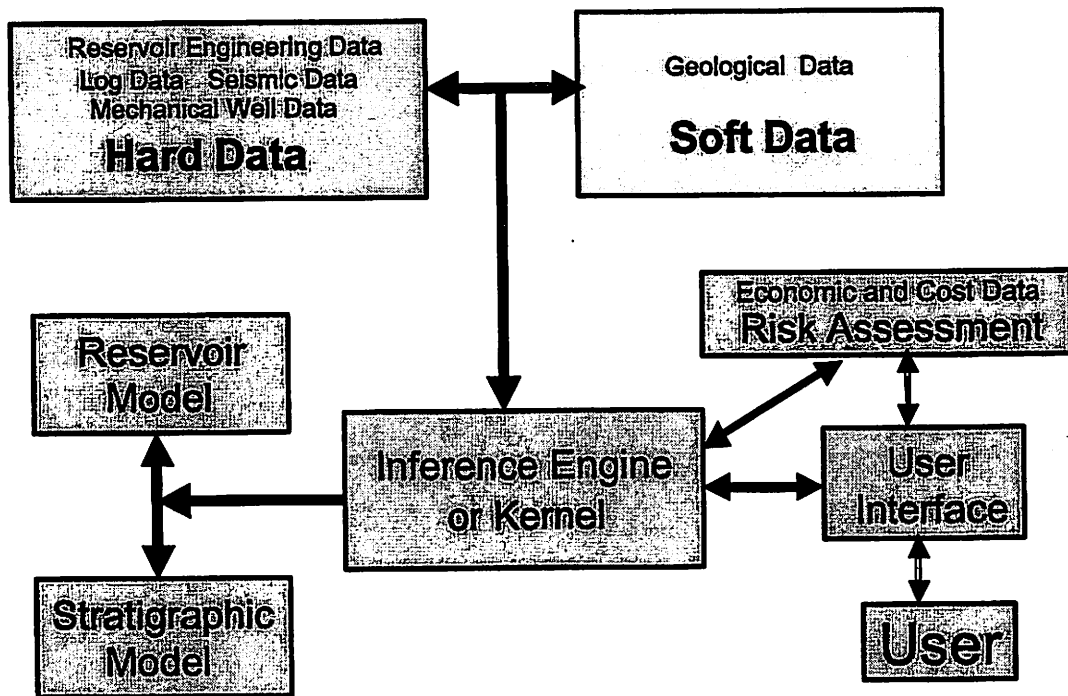 Reservoir Engineering Data
Log Data Seismic Data
Mechanical Well Data
Hard Data
Geological Data
Soft Data
Economic and Cost Data
Risk Assessment
Reservoir
Model
Inference Engine
or Kernel
User
Interface
Stratigraphic
Model
User